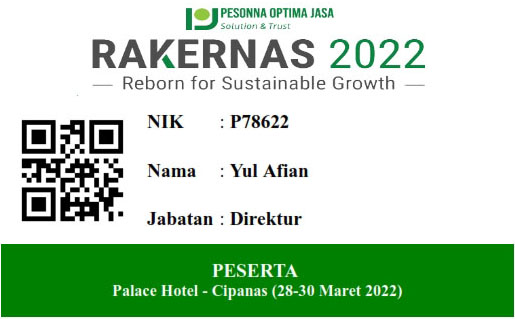 PESONNA OPTIMA JASA
Solution & Trust
RAKERNAS 2022
— Reborn for Sustainable Growth —
NIK : P78622
Nama : Yul Afian
Jabatan : Direktur
PESERTA
Palace Hotel - Cipanas (28-30 Maret 2022)